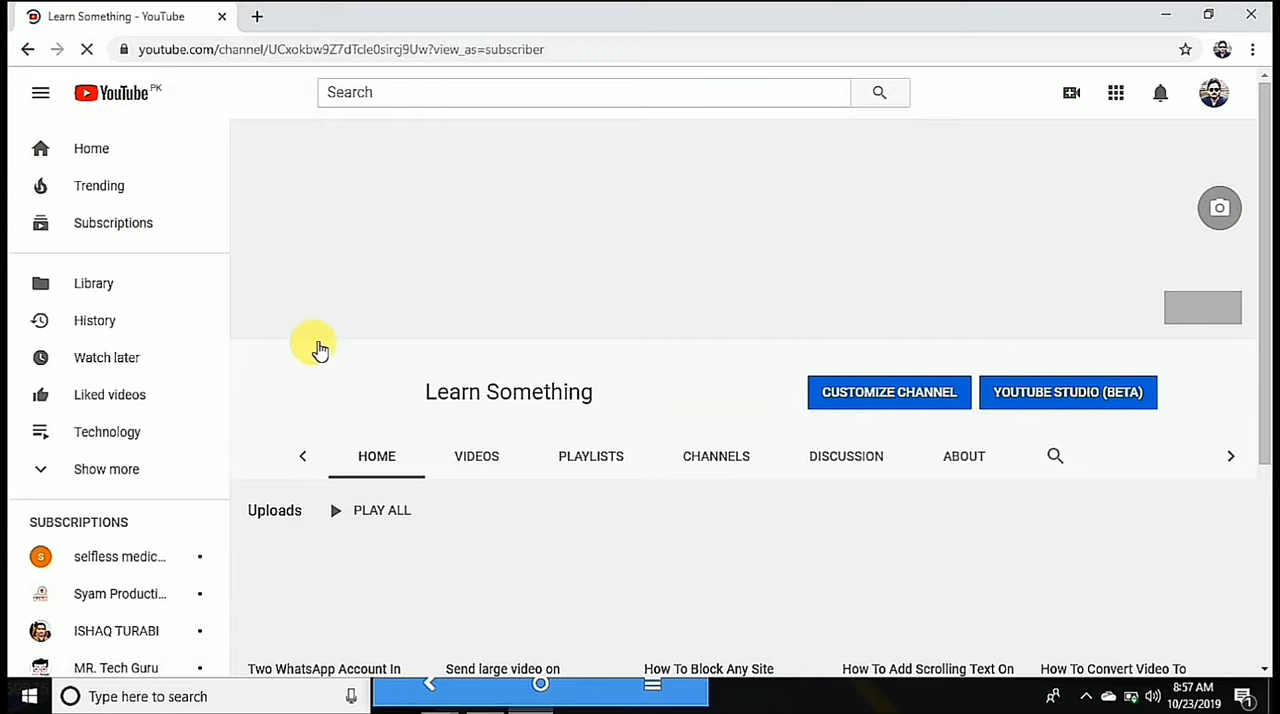 Learn Something - YouTube
youtube.com/channel/UCxokbw9Z7dTcIe0sircj9Uw?view_as=subscriber
YouTube PK
Search
Home
Trending
Subscriptions
Library
History
Watch later
Liked videos
Technology
Show more
SUBSCRIPTIONS
S
selfless medic...
Syam Producti...
ISHAQ TURABI
MR. Tech Guru
Learn Something
CUSTOMIZE CHANNEL
YOUTUBE STUDIO (BETA)
HOME VIDEOS PLAYLISTS CHANNELS DISCUSSION ABOUT
Uploads PLAY ALL
Two WhatsApp Account In
Send large video on
How To Block Any Site
How To Add Scrolling Text On
How To Convert Video To
Type here to search
8:57 AM
10/23/2019
1